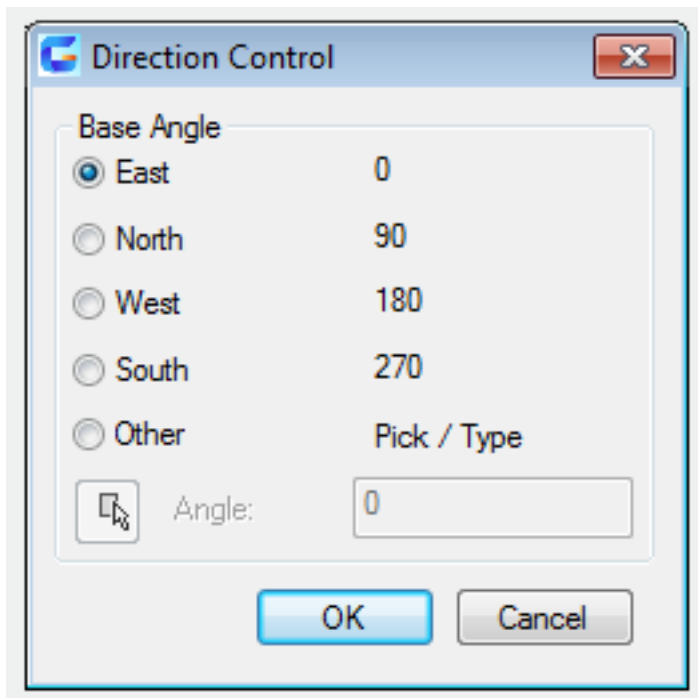 Direction Control
Base Angle
East 0
North 90
West 180
South 270
Other Pick / Type
Angle: 0
OK Cancel